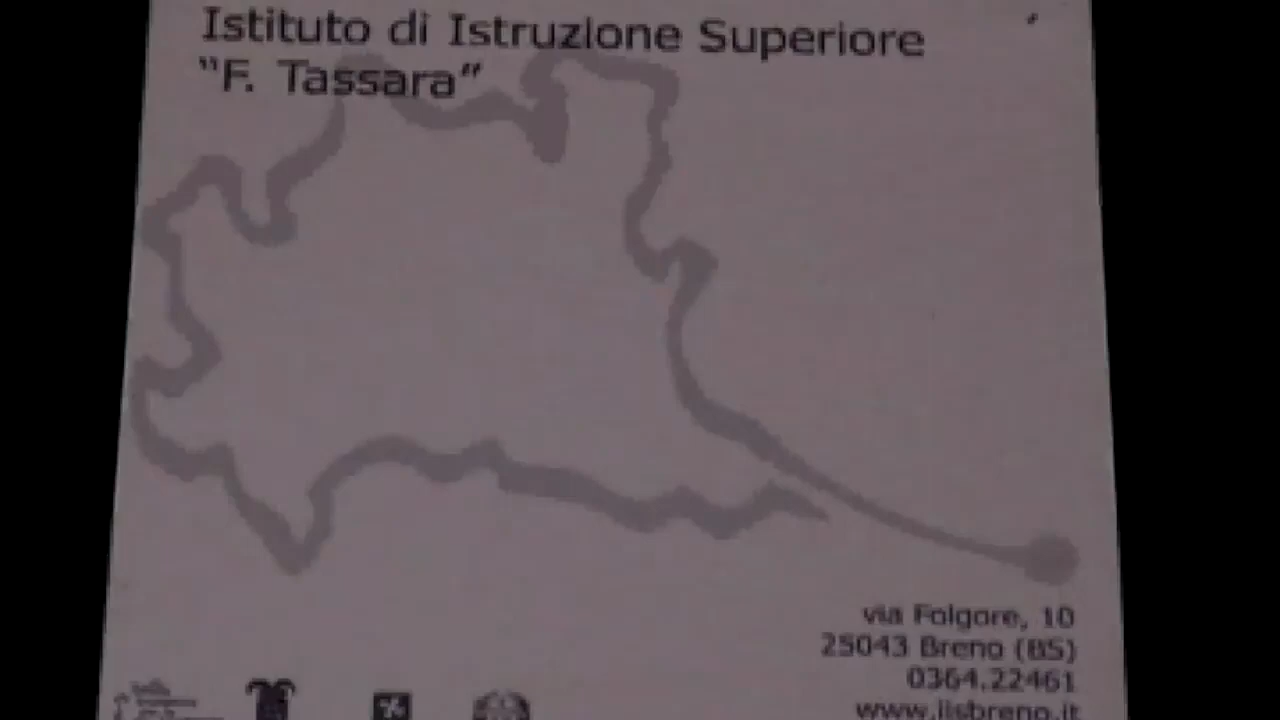 Istituto di Istruzione Superiore
“F. Tassara”
via Folgore, 10
25043 Breno (BS)
0364.22461
www.iisbreno.it